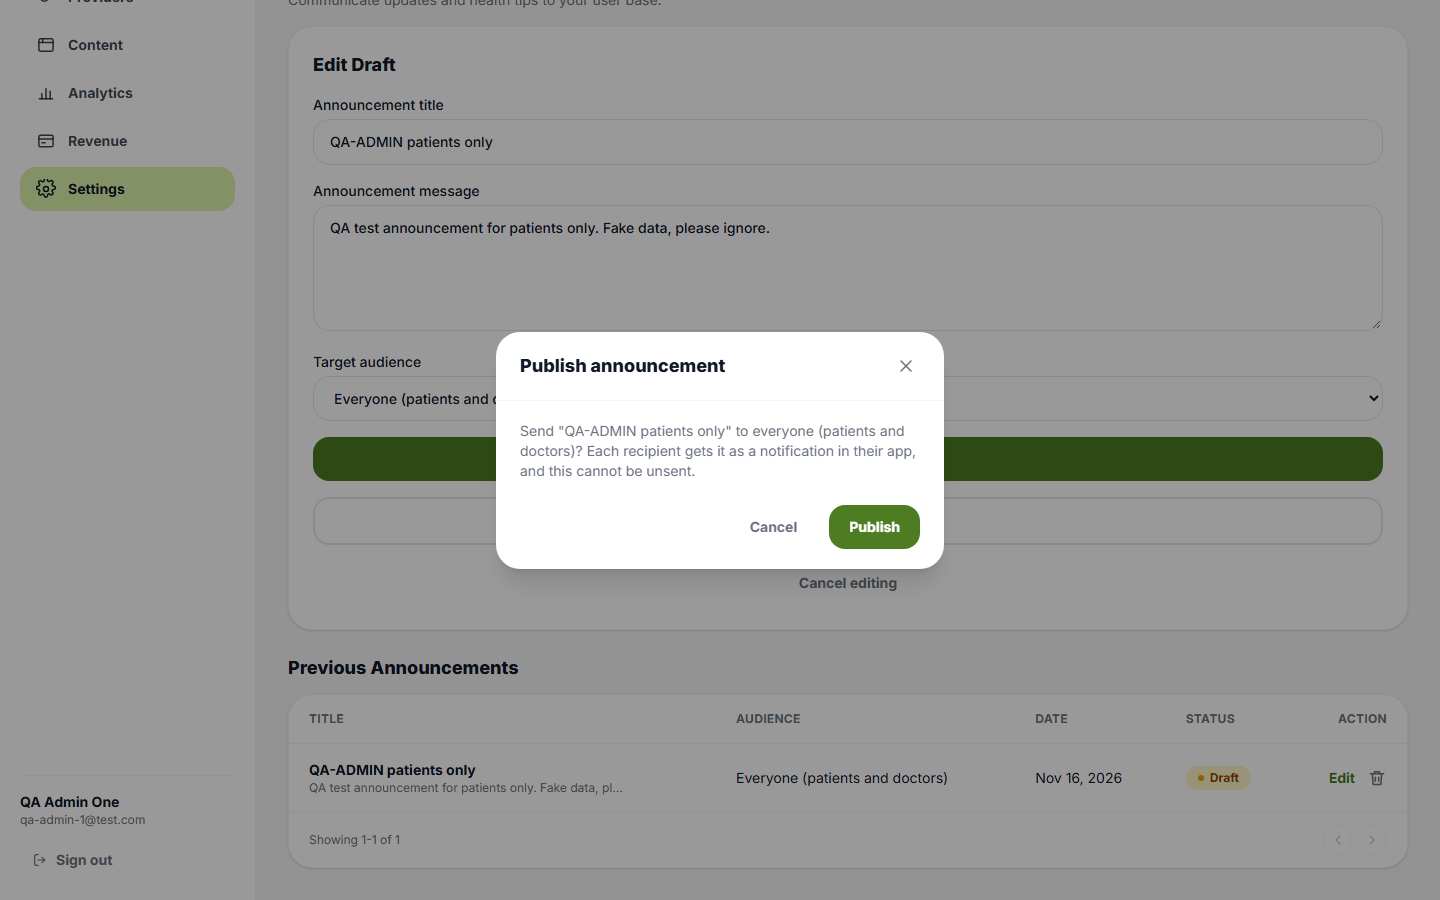 Providers
Content
Analytics
Revenue
Settings
QA Admin One
qa-admin-1@test.com
Sign out
Communicate updates and health tips to your user base.
Edit Draft
Announcement title
QA-ADMIN patients only
Announcement message
QA test announcement for patients only. Fake data, please ignore.
Target audience
Everyone (patients and
Publish announcement
Send "QA-ADMIN patients only" to everyone (patients and
doctors)? Each recipient gets it as a notification in their app,
and this cannot be unsent.
Cancel
Publish
Cancel editing
Previous Announcements
TITLE AUDIENCE DATE STATUS ACTION
QA-ADMIN patients only Everyone (patients and doctors) Nov 16, 2026 Draft Edit
QA test announcement for patients only. Fake data, pl...
Showing 1-1 of 1